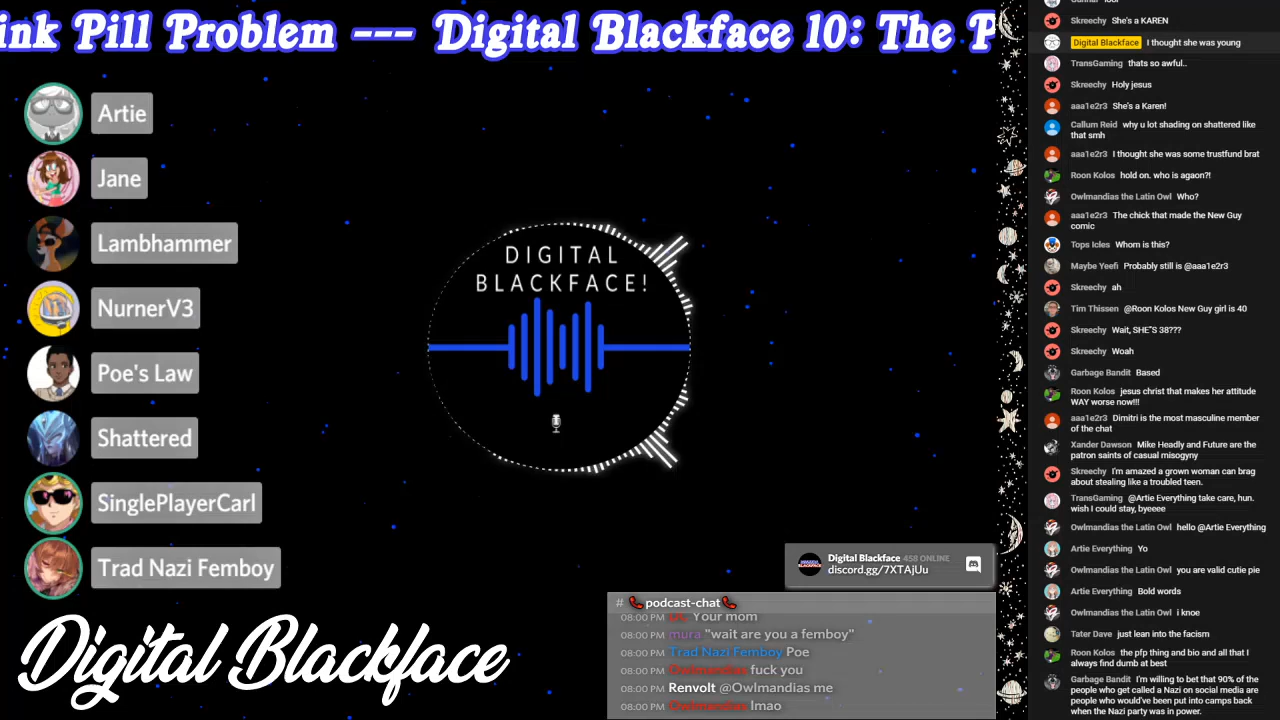 ink Pill Problem --- Digital Blackface 10: The P
Artie
Jane
Lambhammer
NurnerV3
Poe's Law
Shattered
SinglePlayerCarl
Trad Nazi Femboy
Digital Blackface
DIGITAL
BLACKFACE!
Digital Blackface 458 ONLINE
discord.gg/7XTAjUu
# podcast-chat
08:00 PM Your mom
08:00 PM mura "wait are you a femboy"
08:00 PM Trad Nazi Femboy Poe
08:00 PM Owlmandias fuck you
08:00 PM Renvolt @Owlmandias me
08:00 PM Owlmandias lmao
Skreechy She's a KAREN
Digital Blackface I thought she was young
TransGaming thats so awful..
Skreechy Holy jesus
aaa1e2r3 She's a Karen!
Callum Reid why u lot shading on shattered like
that smh
aaa1e2r3 I thought she was some trustfund brat
Roon Kolos hold on. who is agaon?!
Owlmandias the Latin Owl Who?
aaa1e2r3 The chick that made the New Guy
comic
Tops Icles Whom is this?
Maybe Yeefi Probably still is @aaa1e2r3
Skreechy ah
Tim Thissen @Roon Kolos New Guy girl is 40
Skreechy Wait, SHE"S 38???
Skreechy Woah
Garbage Bandit Based
Roon Kolos jesus christ that makes her attitude
WAY worse now!!!
aaa1e2r3 Dimitri is the most masculine member
of the chat
Xander Dawson Mike Headly and Future are the
patron saints of casual misogyny
Skreechy I'm amazed a grown woman can brag
about stealing like a troubled teen.
TransGaming @Artie Everything take care, hun.
wish I could stay, byeeee
Owlmandias the Latin Owl hello @Artie Everything
Artie Everything Yo
Owlmandias the Latin Owl you are valid cutie pie
Artie Everything Bold words
Owlmandias the Latin Owl i knoe
Tater Dave just lean into the facism
Roon Kolos the pfp thing and bio and all that I
always find dumb at best
Garbage Bandit I'm willing to bet that 90% of the
people who get called a Nazi on social media are
people who would've been put into camps back
when the Nazi party was in power.